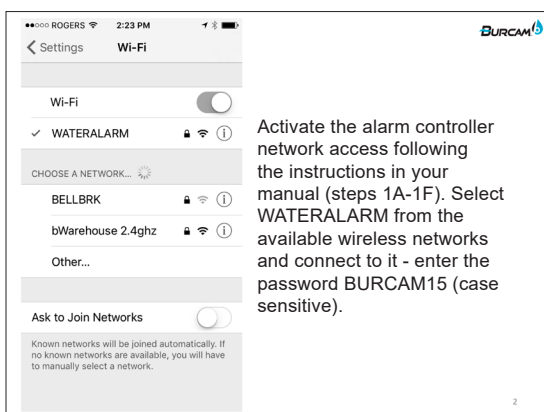 ●●○○○ ROGERS 2:23 PM
Settings Wi-Fi
Wi-Fi
✓ WATERALARM
CHOOSE A NETWORK...
BELLBRK
bWarehouse 2.4ghz
Other...
Ask to Join Networks
Known networks will be joined automatically. If
no known networks are available, you will have
to manually select a network.
BURCAM
Activate the alarm controller
network access following
the instructions in your
manual (steps 1A-1F). Select
WATERALARM from the
available wireless networks
and connect to it - enter the
password BURCAM15 (case
sensitive).
2